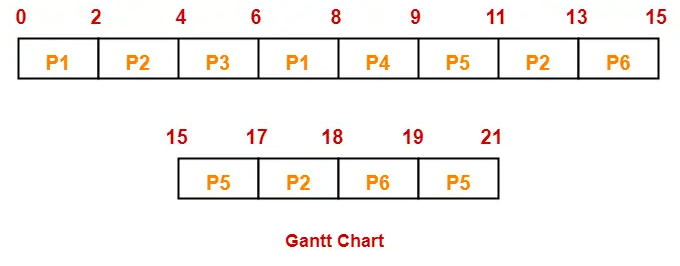 0 2 4 6 8 9 11 13 15
P1 P2 P3 P1 P4 P5 P2 P6
15 17 18 19 21
P5 P2 P6 P5
Gantt Chart